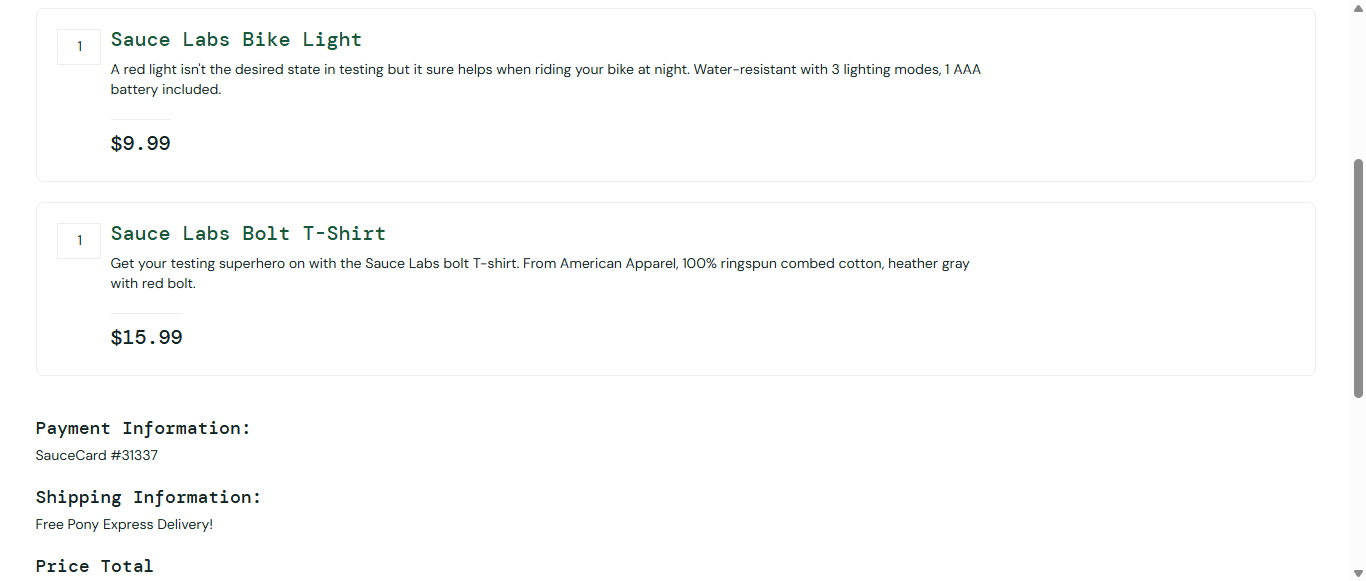 1
Sauce Labs Bike Light
A red light isn't the desired state in testing but it sure helps when riding your bike at night. Water-resistant with 3 lighting modes, 1 AAA
battery included.
$9.99
1
Sauce Labs Bolt T-Shirt
Get your testing superhero on with the Sauce Labs bolt T-shirt. From American Apparel, 100% ringspun combed cotton, heather gray
with red bolt.
$15.99
Payment Information:
SauceCard #31337
Shipping Information:
Free Pony Express Delivery!
Price Total